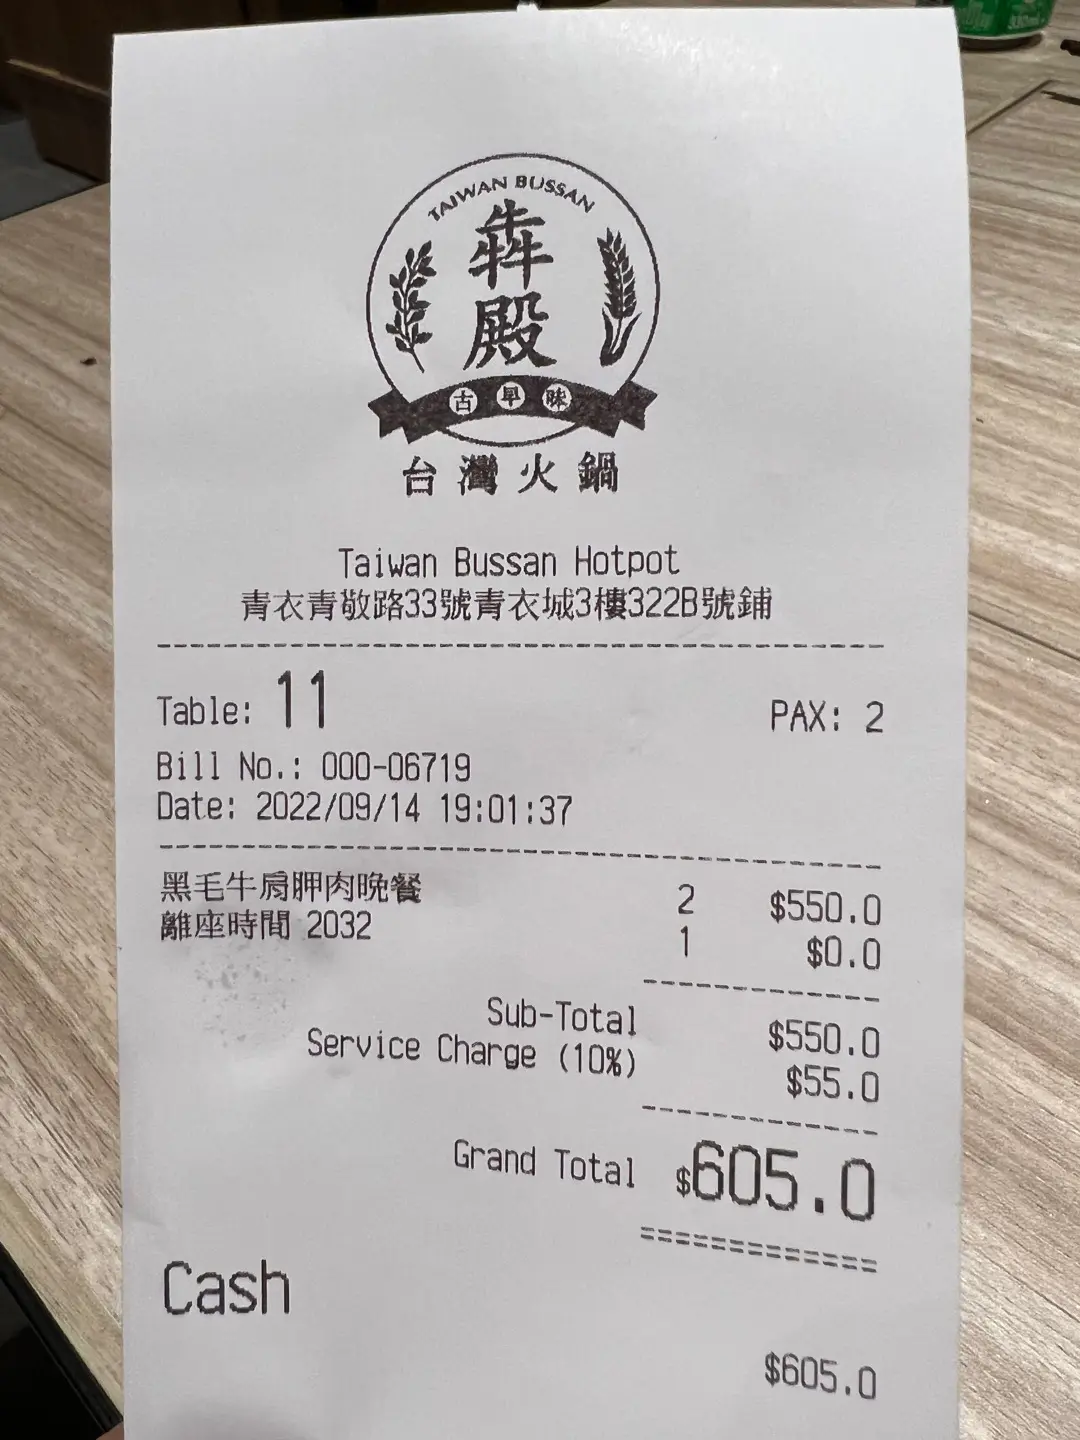 TAIWAN BUSSAN
犇殿
古早味
台灣火鍋
Taiwan Bussan Hotpot
青衣青敬路33號青衣城3樓322B號鋪
Table: 11 PAX: 2
Bill No.: 000-06719
Date: 2022/09/14 19:01:37
黑毛牛肩胛肉晚餐 2 $550.0
離座時間 2032 1 $0.0
Sub-Total $550.0
Service Charge (10%) $55.0
Grand Total $605.0
Cash
$605.0